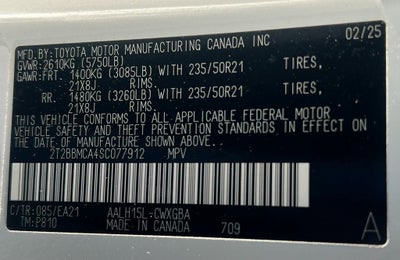 MFD.BY:TOYOTA MOTOR MANUFACTURING CANADA INC 02/25
GVWR:2610KG (5750LB)
GAWR:FRT. 1400KG (3085LB) WITH 235/50R21 TIRES,
21X8J RIMS
RR. 1480KG (3260LB) WITH 235/50R21 TIRES,
21X8J RIMS
THIS VEHICLE CONFORMS TO ALL APPLICABLE FEDERAL MOTOR
VEHICLE SAFETY AND THEFT PREVENTION STANDARDS IN EFFECT
ON THE DATE OF MANUFACTURE SHOWN ABOVE.
2T2BBMCA4SC077912 MPV
C/TR:085/EA21 AALH15L-CWXGBA
TM:P810 MADE IN CANADA 709 A